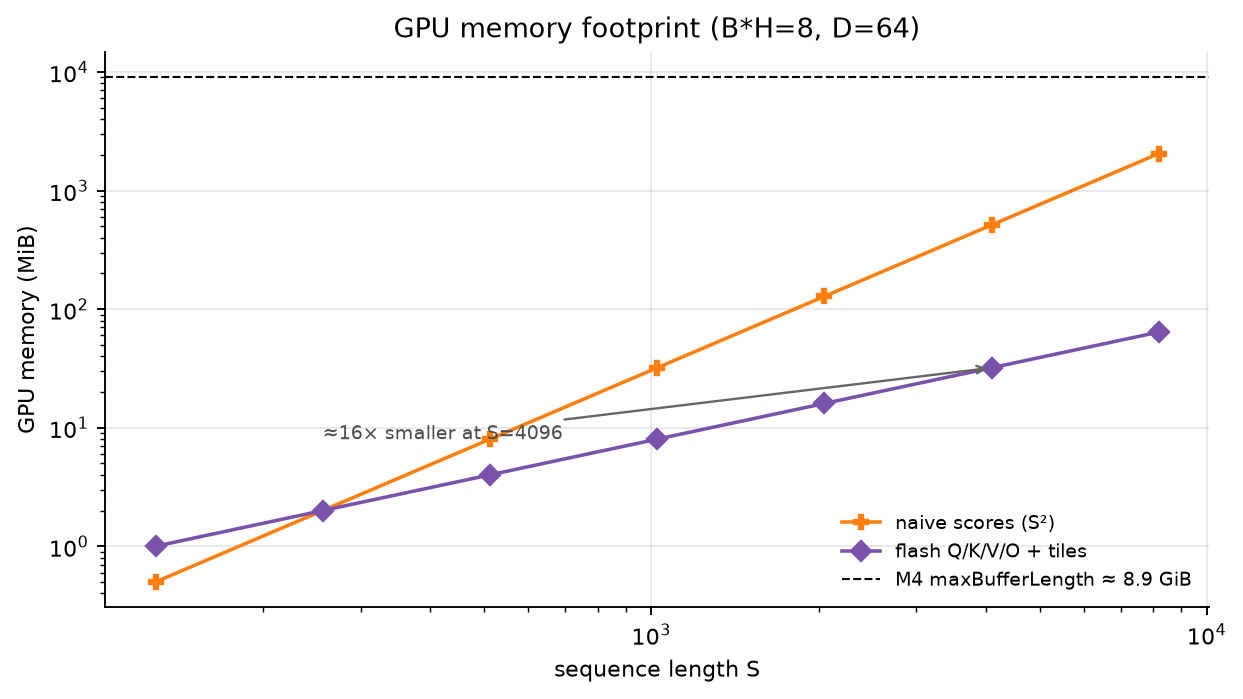 GPU memory footprint (B*H=8, D=64)
GPU memory (MiB)
10⁴
10³
10²
10¹
10⁰
≈16× smaller at S=4096
naive scores (S²)
flash Q/K/V/O + tiles
M4 maxBufferLength ≈ 8.9 GiB
10³
10⁴
sequence length S